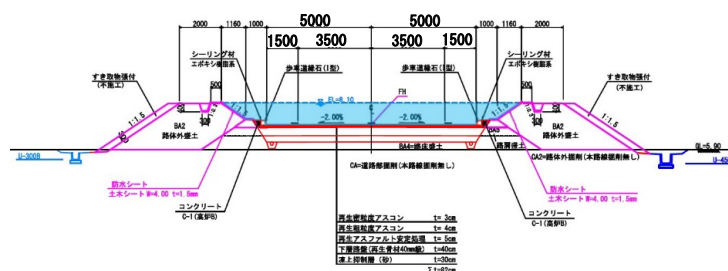 2000 1160 1000 5000 5000 1000 1160 2000
1500 3500 3500 1500
シーリング材
エポキシ樹脂系
シーリング材
エポキシ樹脂系
歩車道縁石(I型)
歩車道縁石(I型)
すき取物張付
(不施工)
すき取物張付
(不施工)
500
500
EL=6.10
FH
-2.00%
-2.00%
1:1.5
1:1.5
BA2
路体外盛土
BA2
路体外盛土
300
300
BA4=路床盛土
路肩盛土
CA=道路部掘削(本路線掘削無し)
CA2=路体外掘削(本路線掘削無し)
GL=5.90
U-300B
U-45
防水シート
土木シート W=4.00 t=1.5mm
防水シート
土木シート W=4.00 t=1.5mm
コンクリート
C-1(高炉B)
コンクリート
C-1(高炉B)
再生密粒度アスコン t= 3cm
再生粗粒度アスコン t= 4cm
再生アスファルト安定処理 t= 5cm
下層路盤(再生骨材40mm級) t=40cm
凍上抑制層(砂) t=30cm
Σt=82cm